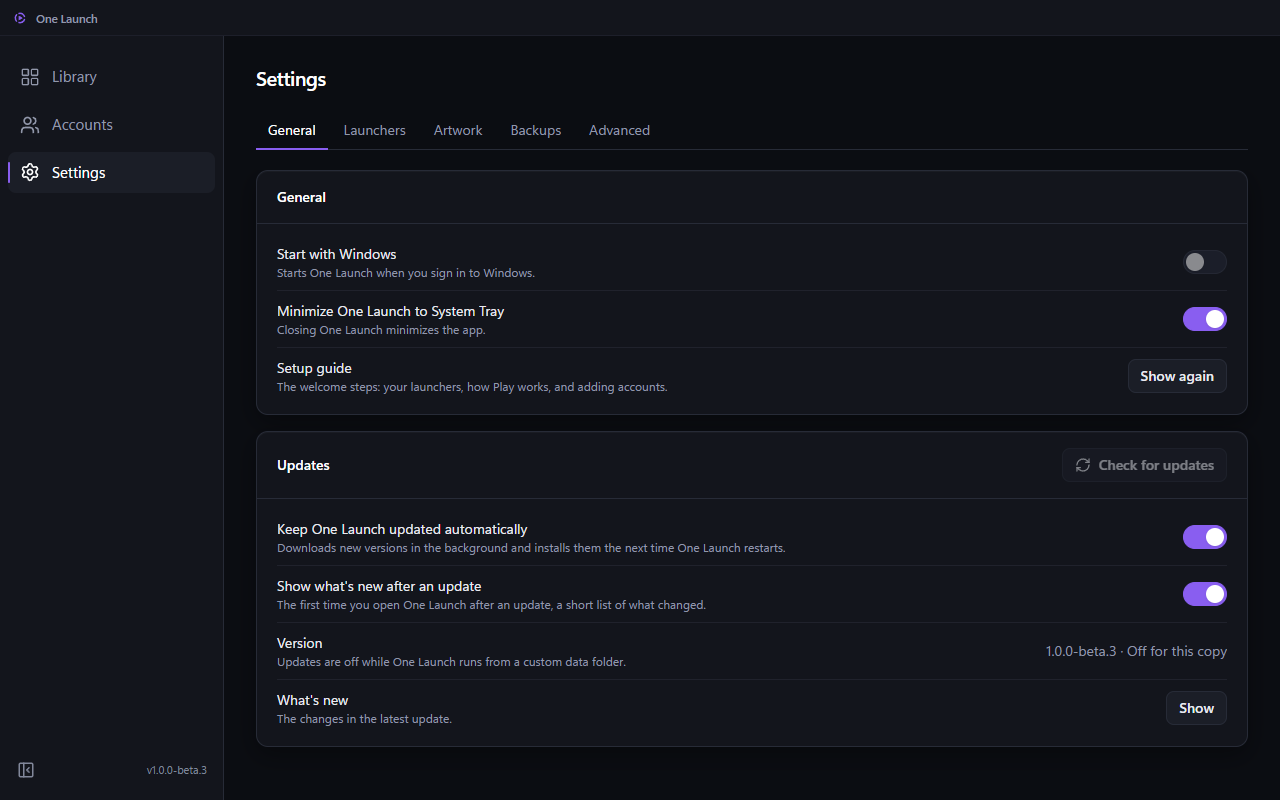 One Launch
Library
Accounts
Settings
v1.0.0-beta.3
Settings
General
Launchers
Artwork
Backups
Advanced
General
Start with Windows
Starts One Launch when you sign in to Windows.
Minimize One Launch to System Tray
Closing One Launch minimizes the app.
Setup guide
The welcome steps: your launchers, how Play works, and adding accounts.
Show again
Updates
Check for updates
Keep One Launch updated automatically
Downloads new versions in the background and installs them the next time One Launch restarts.
Show what's new after an update
The first time you open One Launch after an update, a short list of what changed.
Version
Updates are off while One Launch runs from a custom data folder.
1.0.0-beta.3 · Off for this copy
What's new
The changes in the latest update.
Show